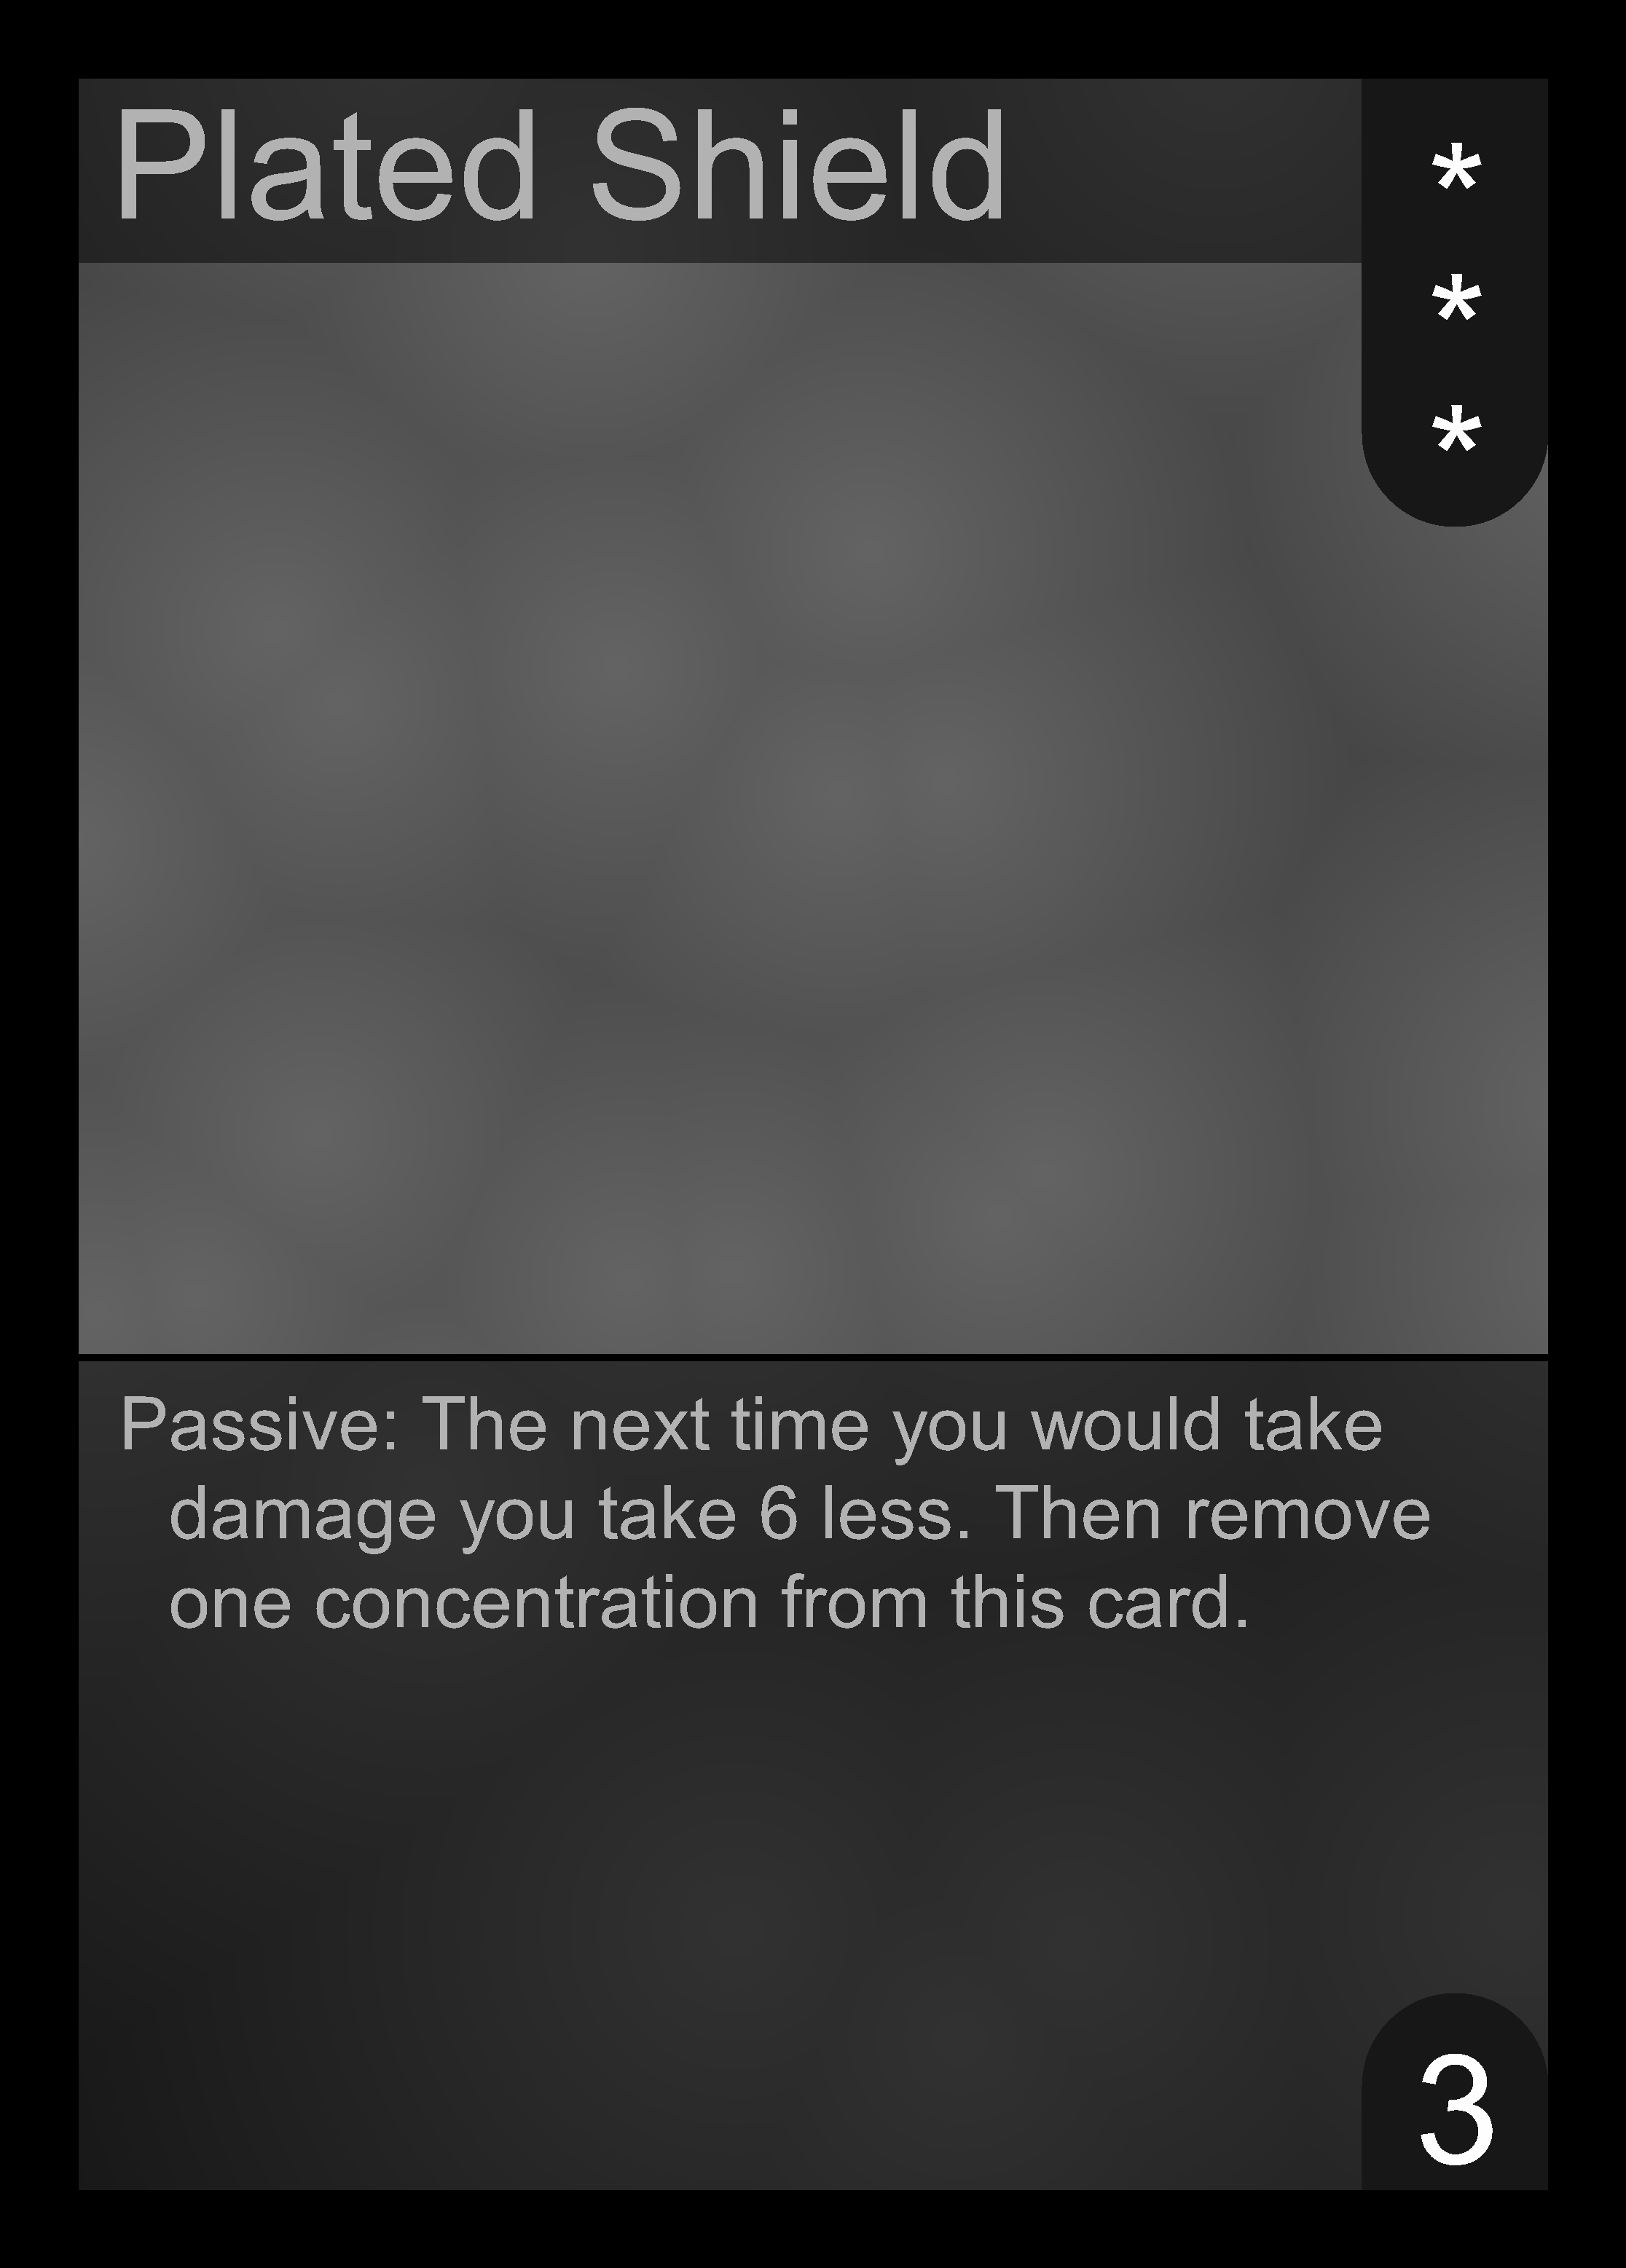 Plated Shield
*
*
*
Passive: The next time you would take
damage you take 6 less. Then remove
one concentration from this card.
3